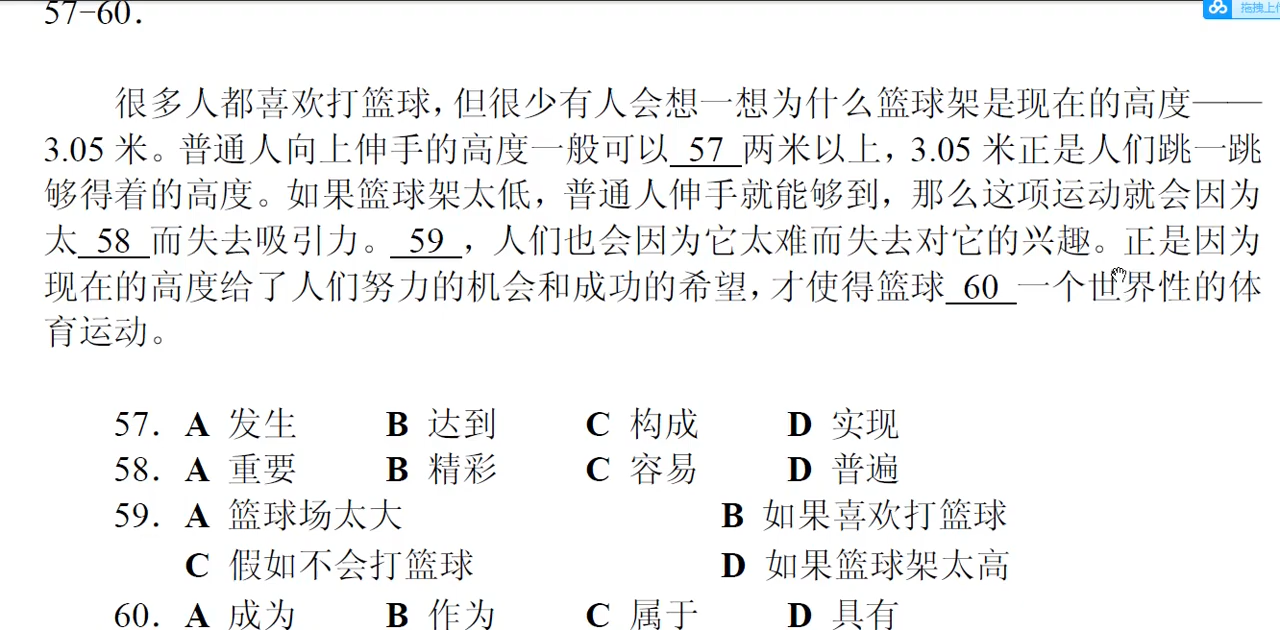 57-60.
拖拽上传
很多人都喜欢打篮球，但很少有人会想一想为什么篮球架是现在的高度——
3.05 米。普通人向上伸手的高度一般可以 57 两米以上，3.05 米正是人们跳一跳
够得着的高度。如果篮球架太低，普通人伸手就能够到，那么这项运动就会因为
太 58 而失去吸引力。 59 ，人们也会因为它太难而失去对它的兴趣。正是因为
现在的高度给了人们努力的机会和成功的希望，才使得篮球 60 一个世界性的体
育运动。
57. A 发生 B 达到 C 构成 D 实现
58. A 重要 B 精彩 C 容易 D 普遍
59. A 篮球场太大 B 如果喜欢打篮球
C 假如不会打篮球 D 如果篮球架太高
60. A 成为 B 作为 C 属于 D 具有